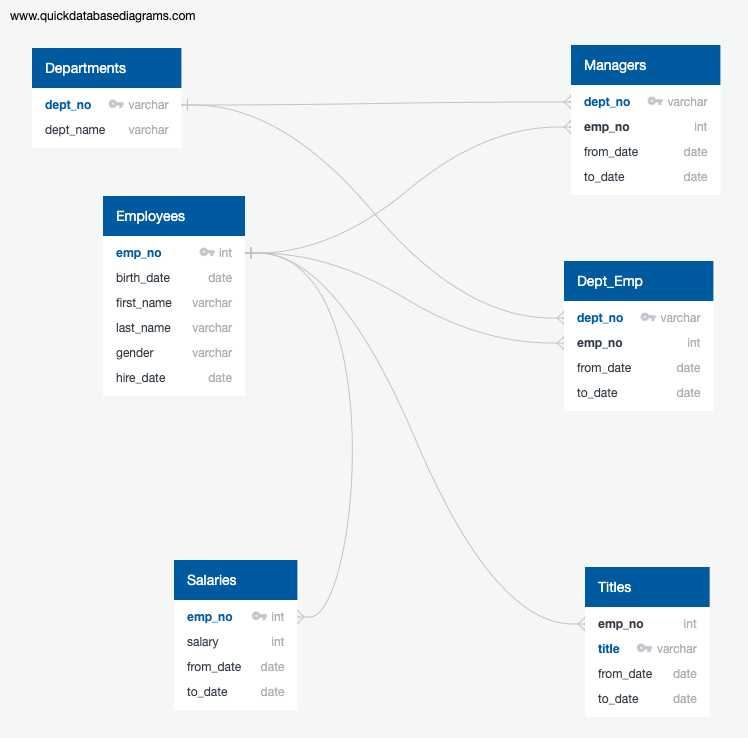 www.quickdatabasediagrams.com
Departments
dept_no varchar
dept_name varchar
Managers
dept_no varchar
emp_no int
from_date date
to_date date
Employees
emp_no int
birth_date date
first_name varchar
last_name varchar
gender varchar
hire_date date
Dept_Emp
dept_no varchar
emp_no int
from_date date
to_date date
Salaries
emp_no int
salary int
from_date date
to_date date
Titles
emp_no int
title varchar
from_date date
to_date date